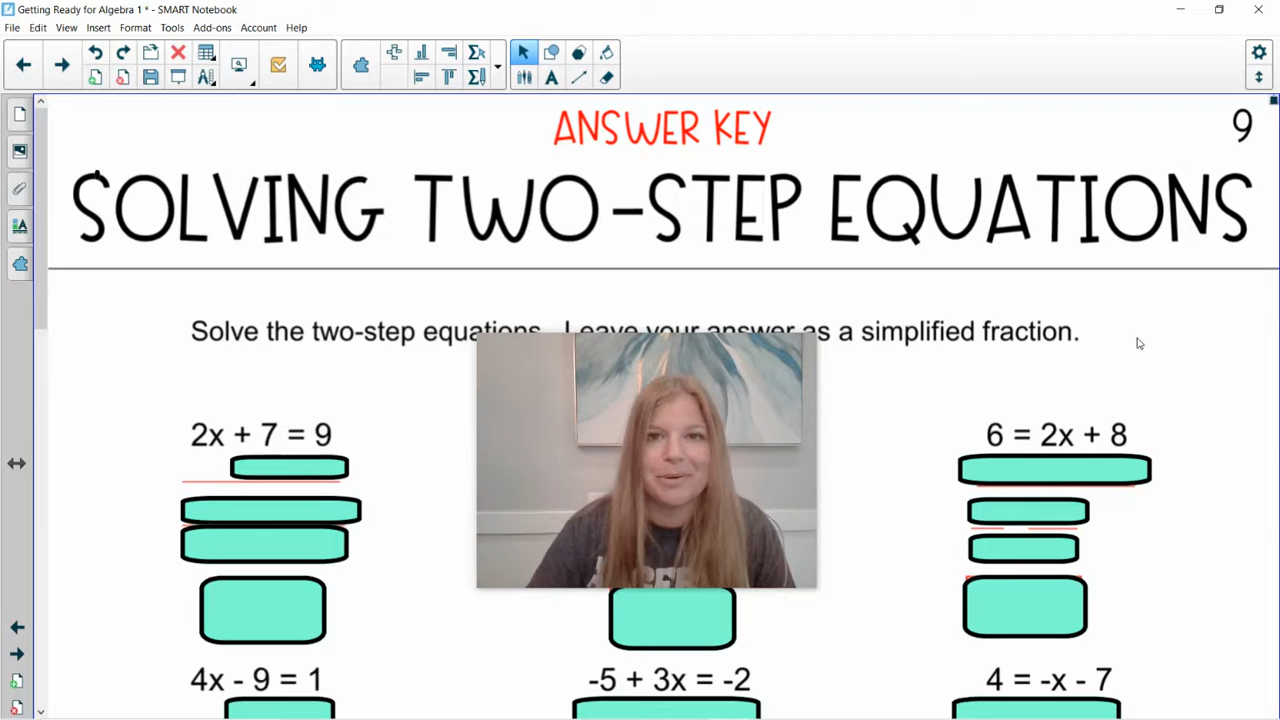 Getting Ready for Algebra 1 * - SMART Notebook
File Edit View Insert Format Tools Add-ons Account Help
ANSWER KEY
9
SOLVING TWO-STEP EQUATIONS
Solve the two-step equations. Leave your answer as a simplified fraction.
2x + 7 = 9
6 = 2x + 8
4x - 9 = 1
-5 + 3x = -2
4 = -x - 7